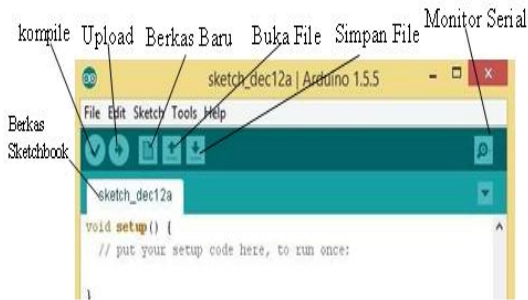 kompile Upload Berkas Baru Buka File Simpan File Monitor Serial
sketch_dec12a | Arduino 1.5.5
File Edit Sketch Tools Help
Berkas
Sketchbook
sketch_dec12a
void setup() {
// put your setup code here, to run once:
}